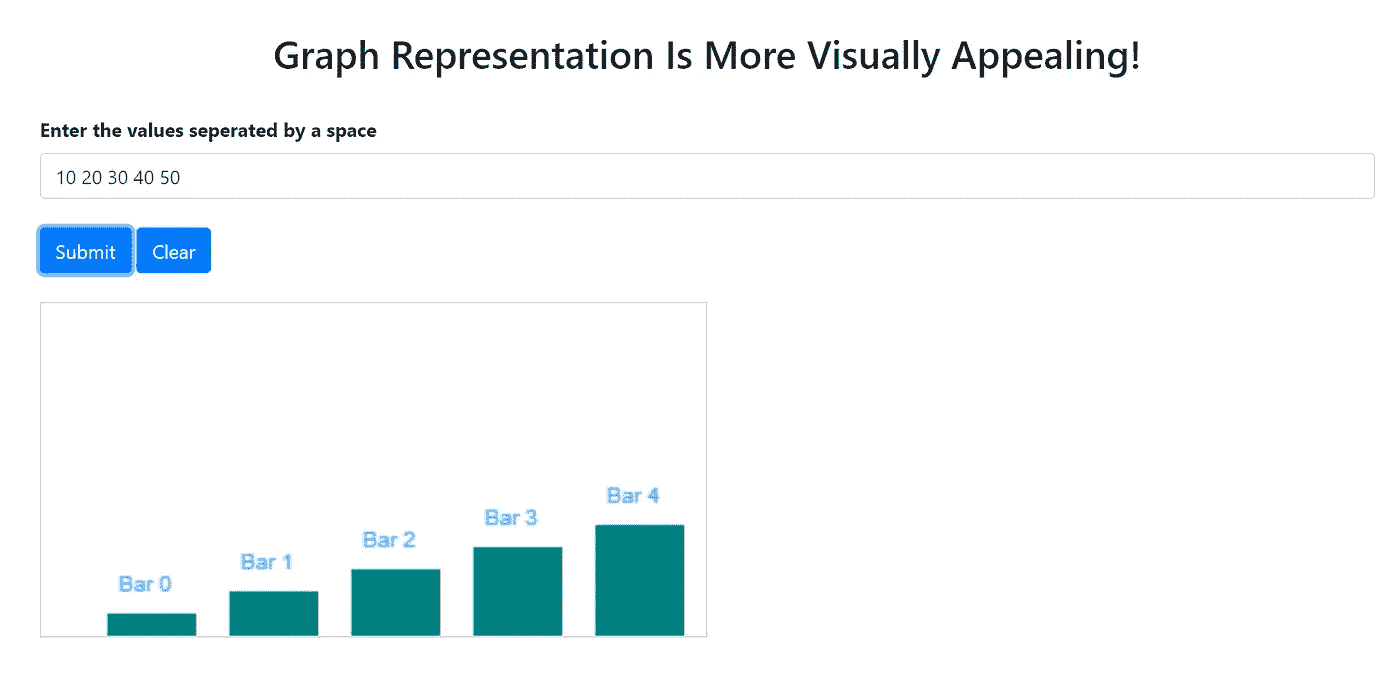 Graph Representation Is More Visually Appealing!
Enter the values seperated by a space
10 20 30 40 50
Submit Clear
Bar 0
Bar 1
Bar 2
Bar 3
Bar 4